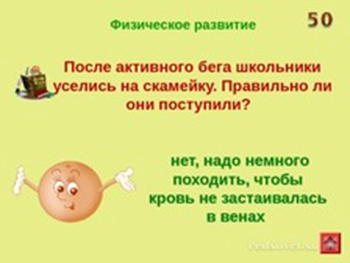 Физическое развитие
50
После активного бега школьники
уселись на скамейку. Правильно ли
они поступили?
нет, надо немного
походить, чтобы
кровь не застаивалась
в венах